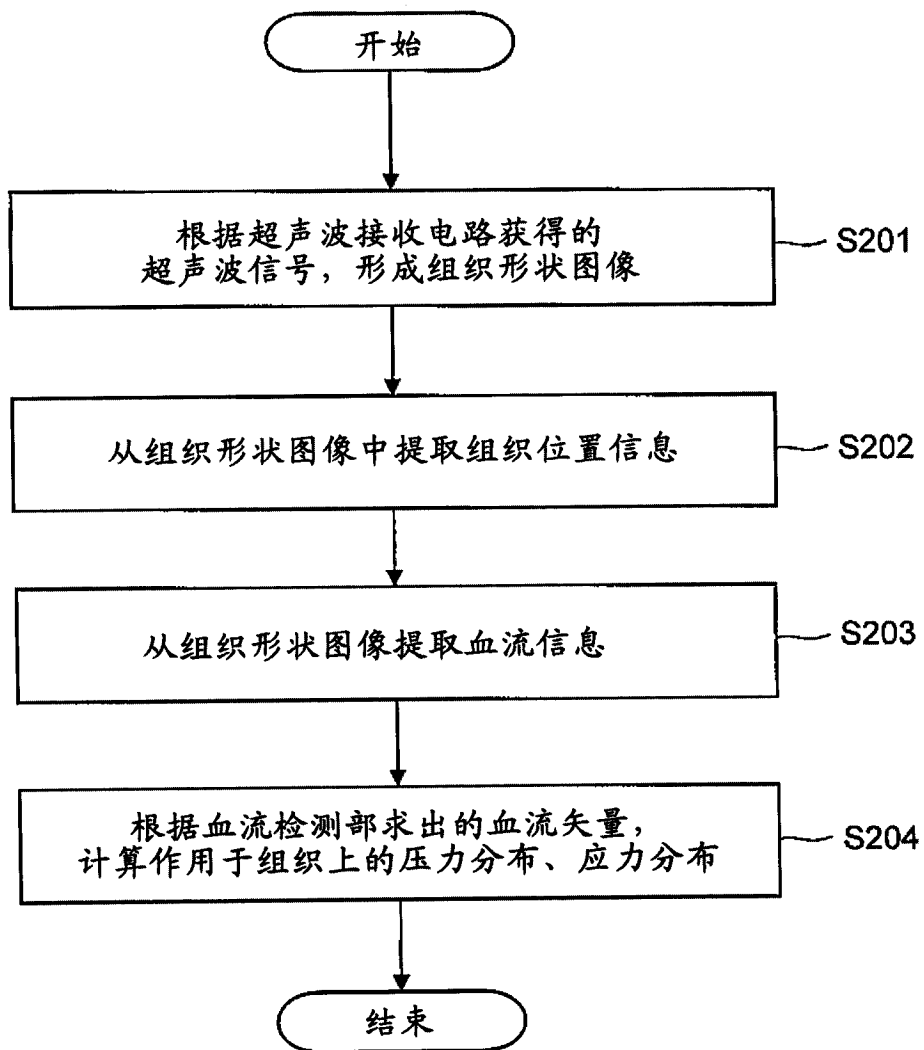 开始
根据超声波接收电路获得的
超声波信号，形成组织形状图像
S201
从组织形状图像中提取组织位置信息
S202
从组织形状图像提取血流信息
S203
根据血流检测部求出的血流矢量，
计算作用于组织上的压力分布、应力分布
S204
结束